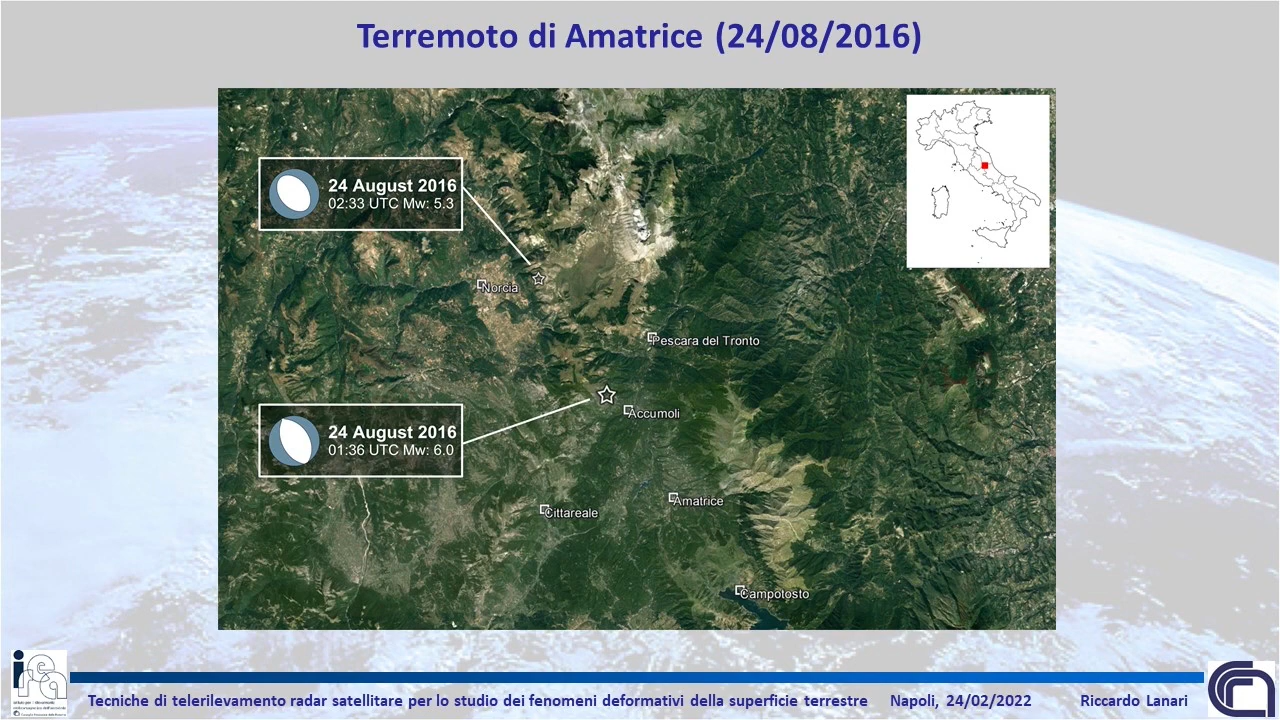 Terremoto di Amatrice (24/08/2016)
24 August 2016
02:33 UTC Mw: 5.3
Norcia
Pescara del Tronto
Accumoli
24 August 2016
01:36 UTC Mw: 6.0
Amatrice
Cittareale
Campotosto
irea
Tecniche di telerilevamento radar satellitare per lo studio dei fenomeni deformativi della superficie terrestre Napoli, 24/02/2022 Riccardo Lanari